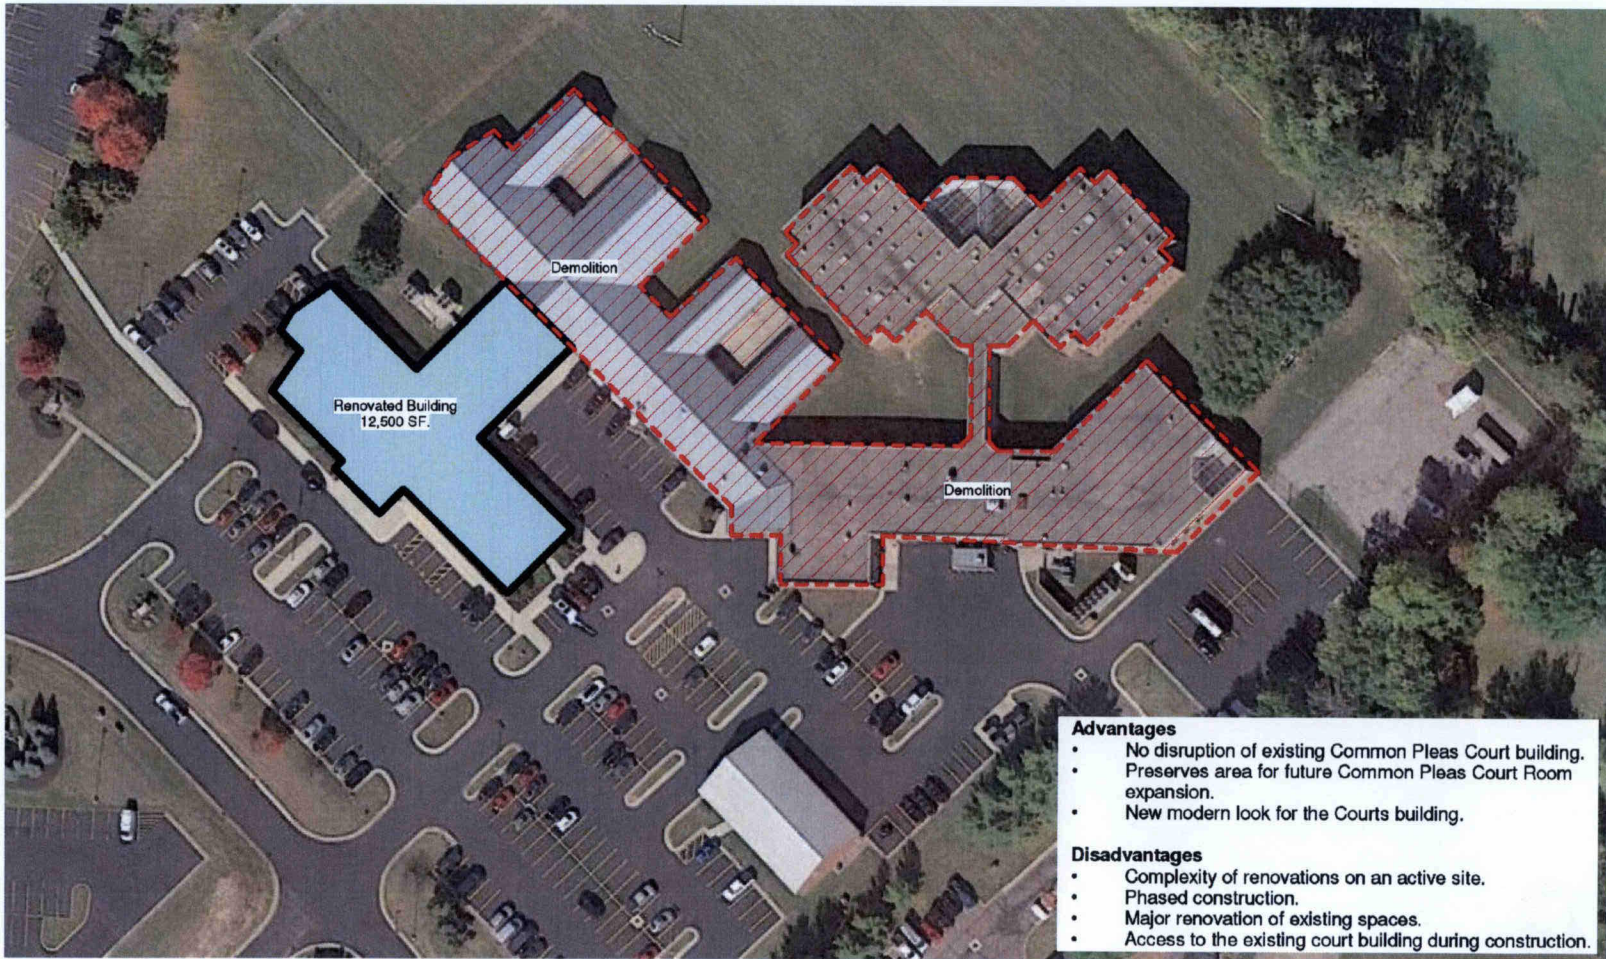 Demolition
Renovated Building
12,500 SF.
Demolition
Advantages
• No disruption of existing Common Pleas Court building.
• Preserves area for future Common Pleas Court Room
expansion.
• New modern look for the Courts building.
Disadvantages
• Complexity of renovations on an active site.
• Phased construction.
• Major renovation of existing spaces.
• Access to the existing court building during construction.